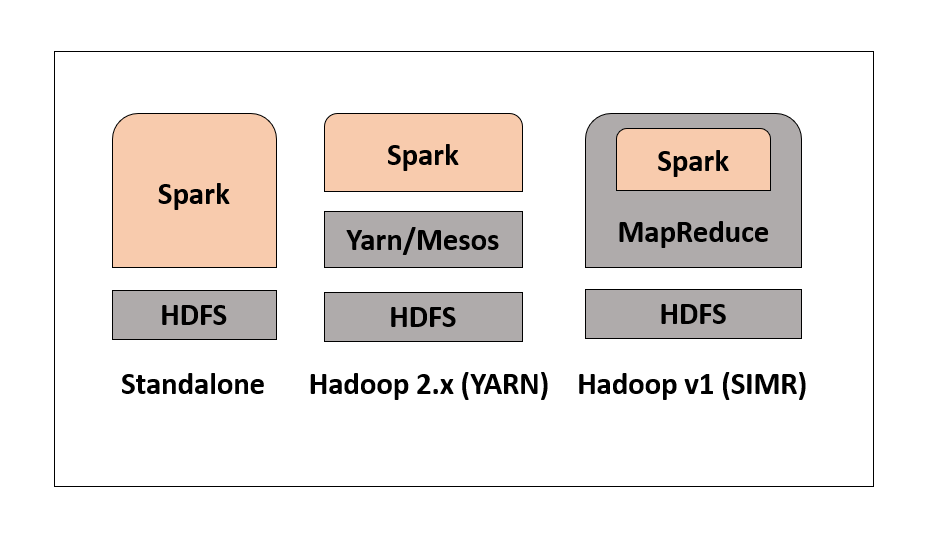 Spark
HDFS
Standalone
Spark
Yarn/Mesos
HDFS
Hadoop 2.x (YARN)
Spark
MapReduce
HDFS
Hadoop v1 (SIMR)